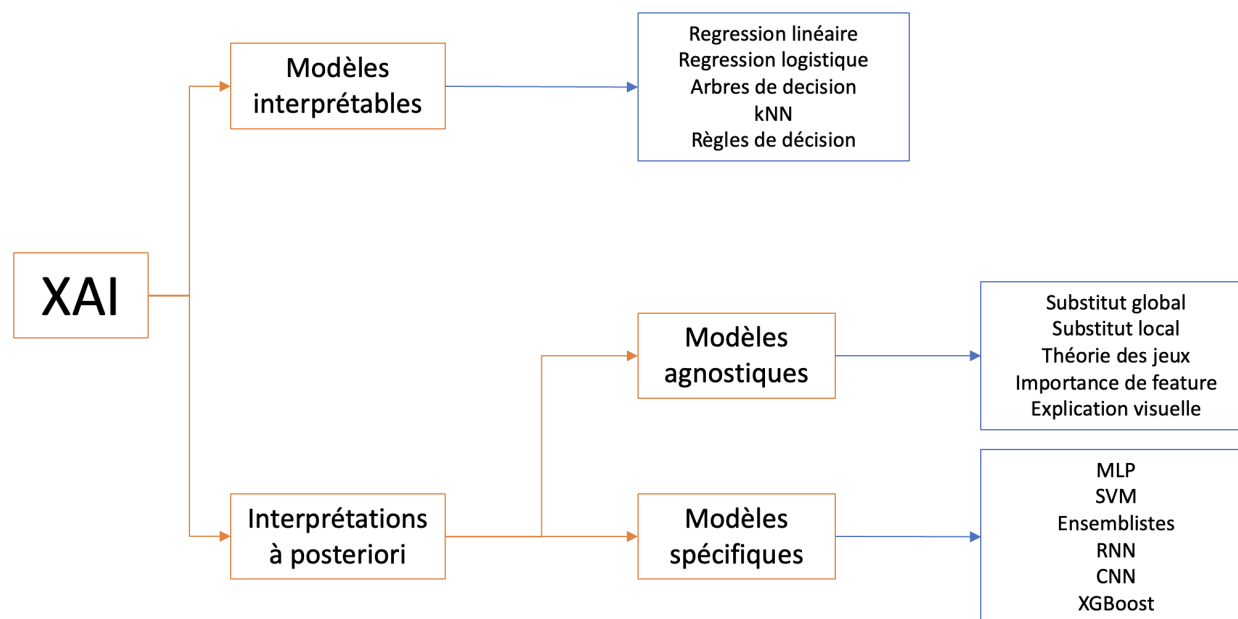 Regression linéaire
Regression logistique
Arbres de decision
kNN
Règles de décision
Modèles
interprétables
XAI
Substitut global
Substitut local
Théorie des jeux
Importance de feature
Explication visuelle
Modèles
agnostiques
Interprétations
à posteriori
Modèles
spécifiques
MLP
SVM
Ensemblistes
RNN
CNN
XGBoost